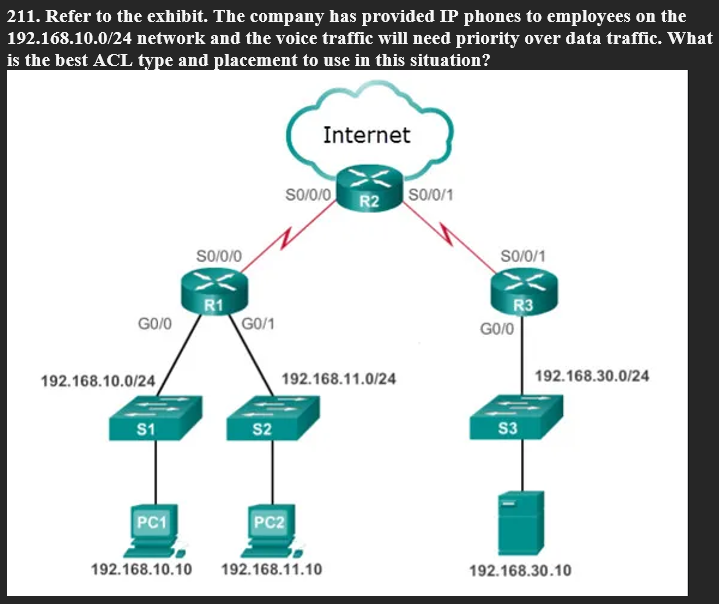 211. Refer to the exhibit. The company has provided IP phones to employees on the
192.168.10.0/24 network and the voice traffic will need priority over data traffic. What
is the best ACL type and placement to use in this situation?
Internet
S0/0/0
R2
S0/0/1
S0/0/0
S0/0/1
R1
R3
G0/0
G0/1
G0/0
192.168.10.0/24
192.168.11.0/24
192.168.30.0/24
S1
S2
S3
PC1
PC2
192.168.10.10
192.168.11.10
192.168.30.10